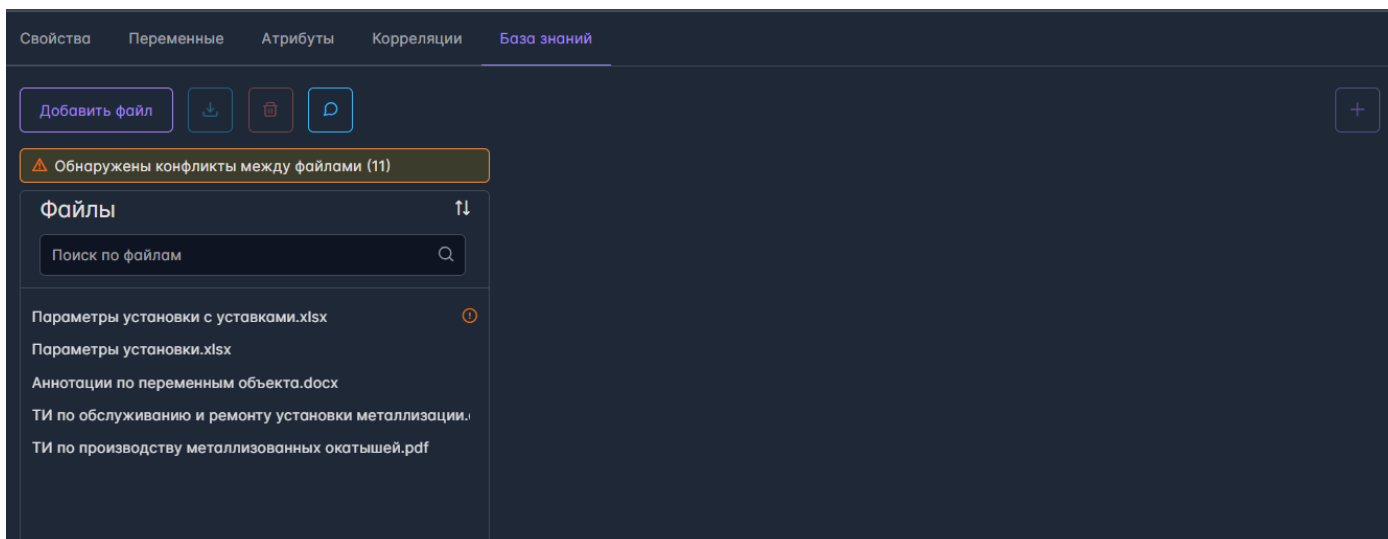 Свойства Переменные Атрибуты Корреляции База знаний
Добавить файл
Обнаружены конфликты между файлами (11)
Файлы
Поиск по файлам
Параметры установки с уставками.xlsx
Параметры установки.xlsx
Аннотации по переменным объекта.docx
ТИ по обслуживанию и ремонту установки металлизации.
ТИ по производству металлизованных окатышей.pdf